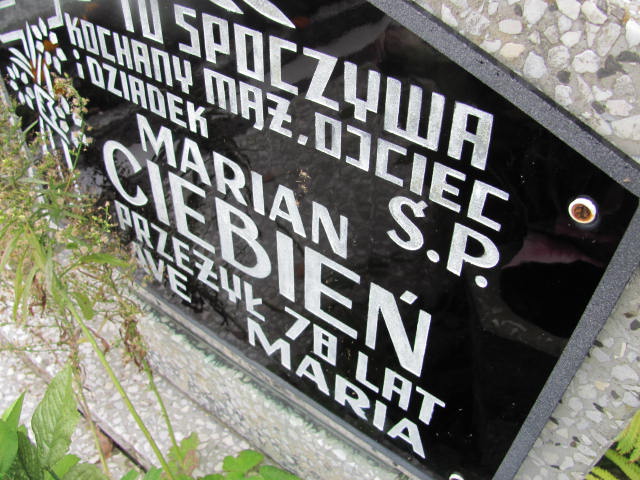 TU SPOCZYWA
KOCHANY MĄŻ, OJCIEC
i DZIADEK
Ś.P.
MARIAN
CIEBIEŃ
PRZEŻYŁ 78 LAT
AVE MARIA